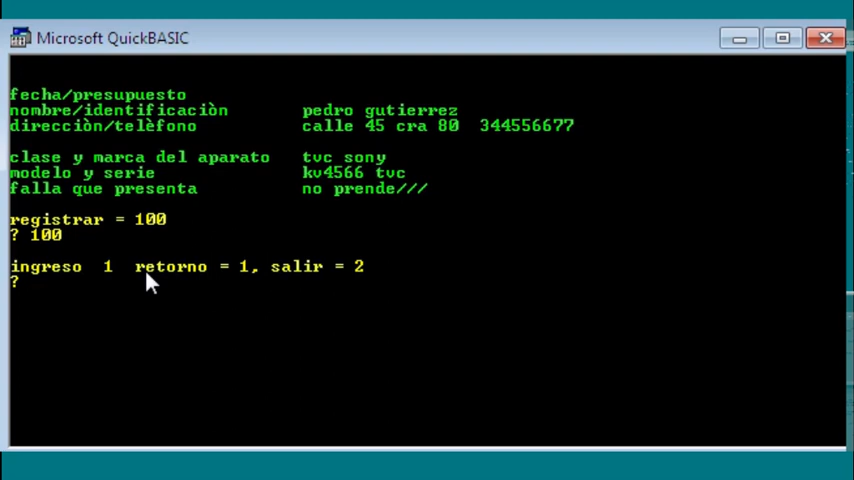 Microsoft QuickBASIC
fecha/presupuesto
nombre/identificaciòn pedro gutierrez
direcciòn/telèfono calle 45 cra 80 344556677
clase y marca del aparato tvc sony
modelo y serie kv4566 tvc
falla que presenta no prende///
registrar = 100
? 100
ingreso 1 retorno = 1, salir = 2
?